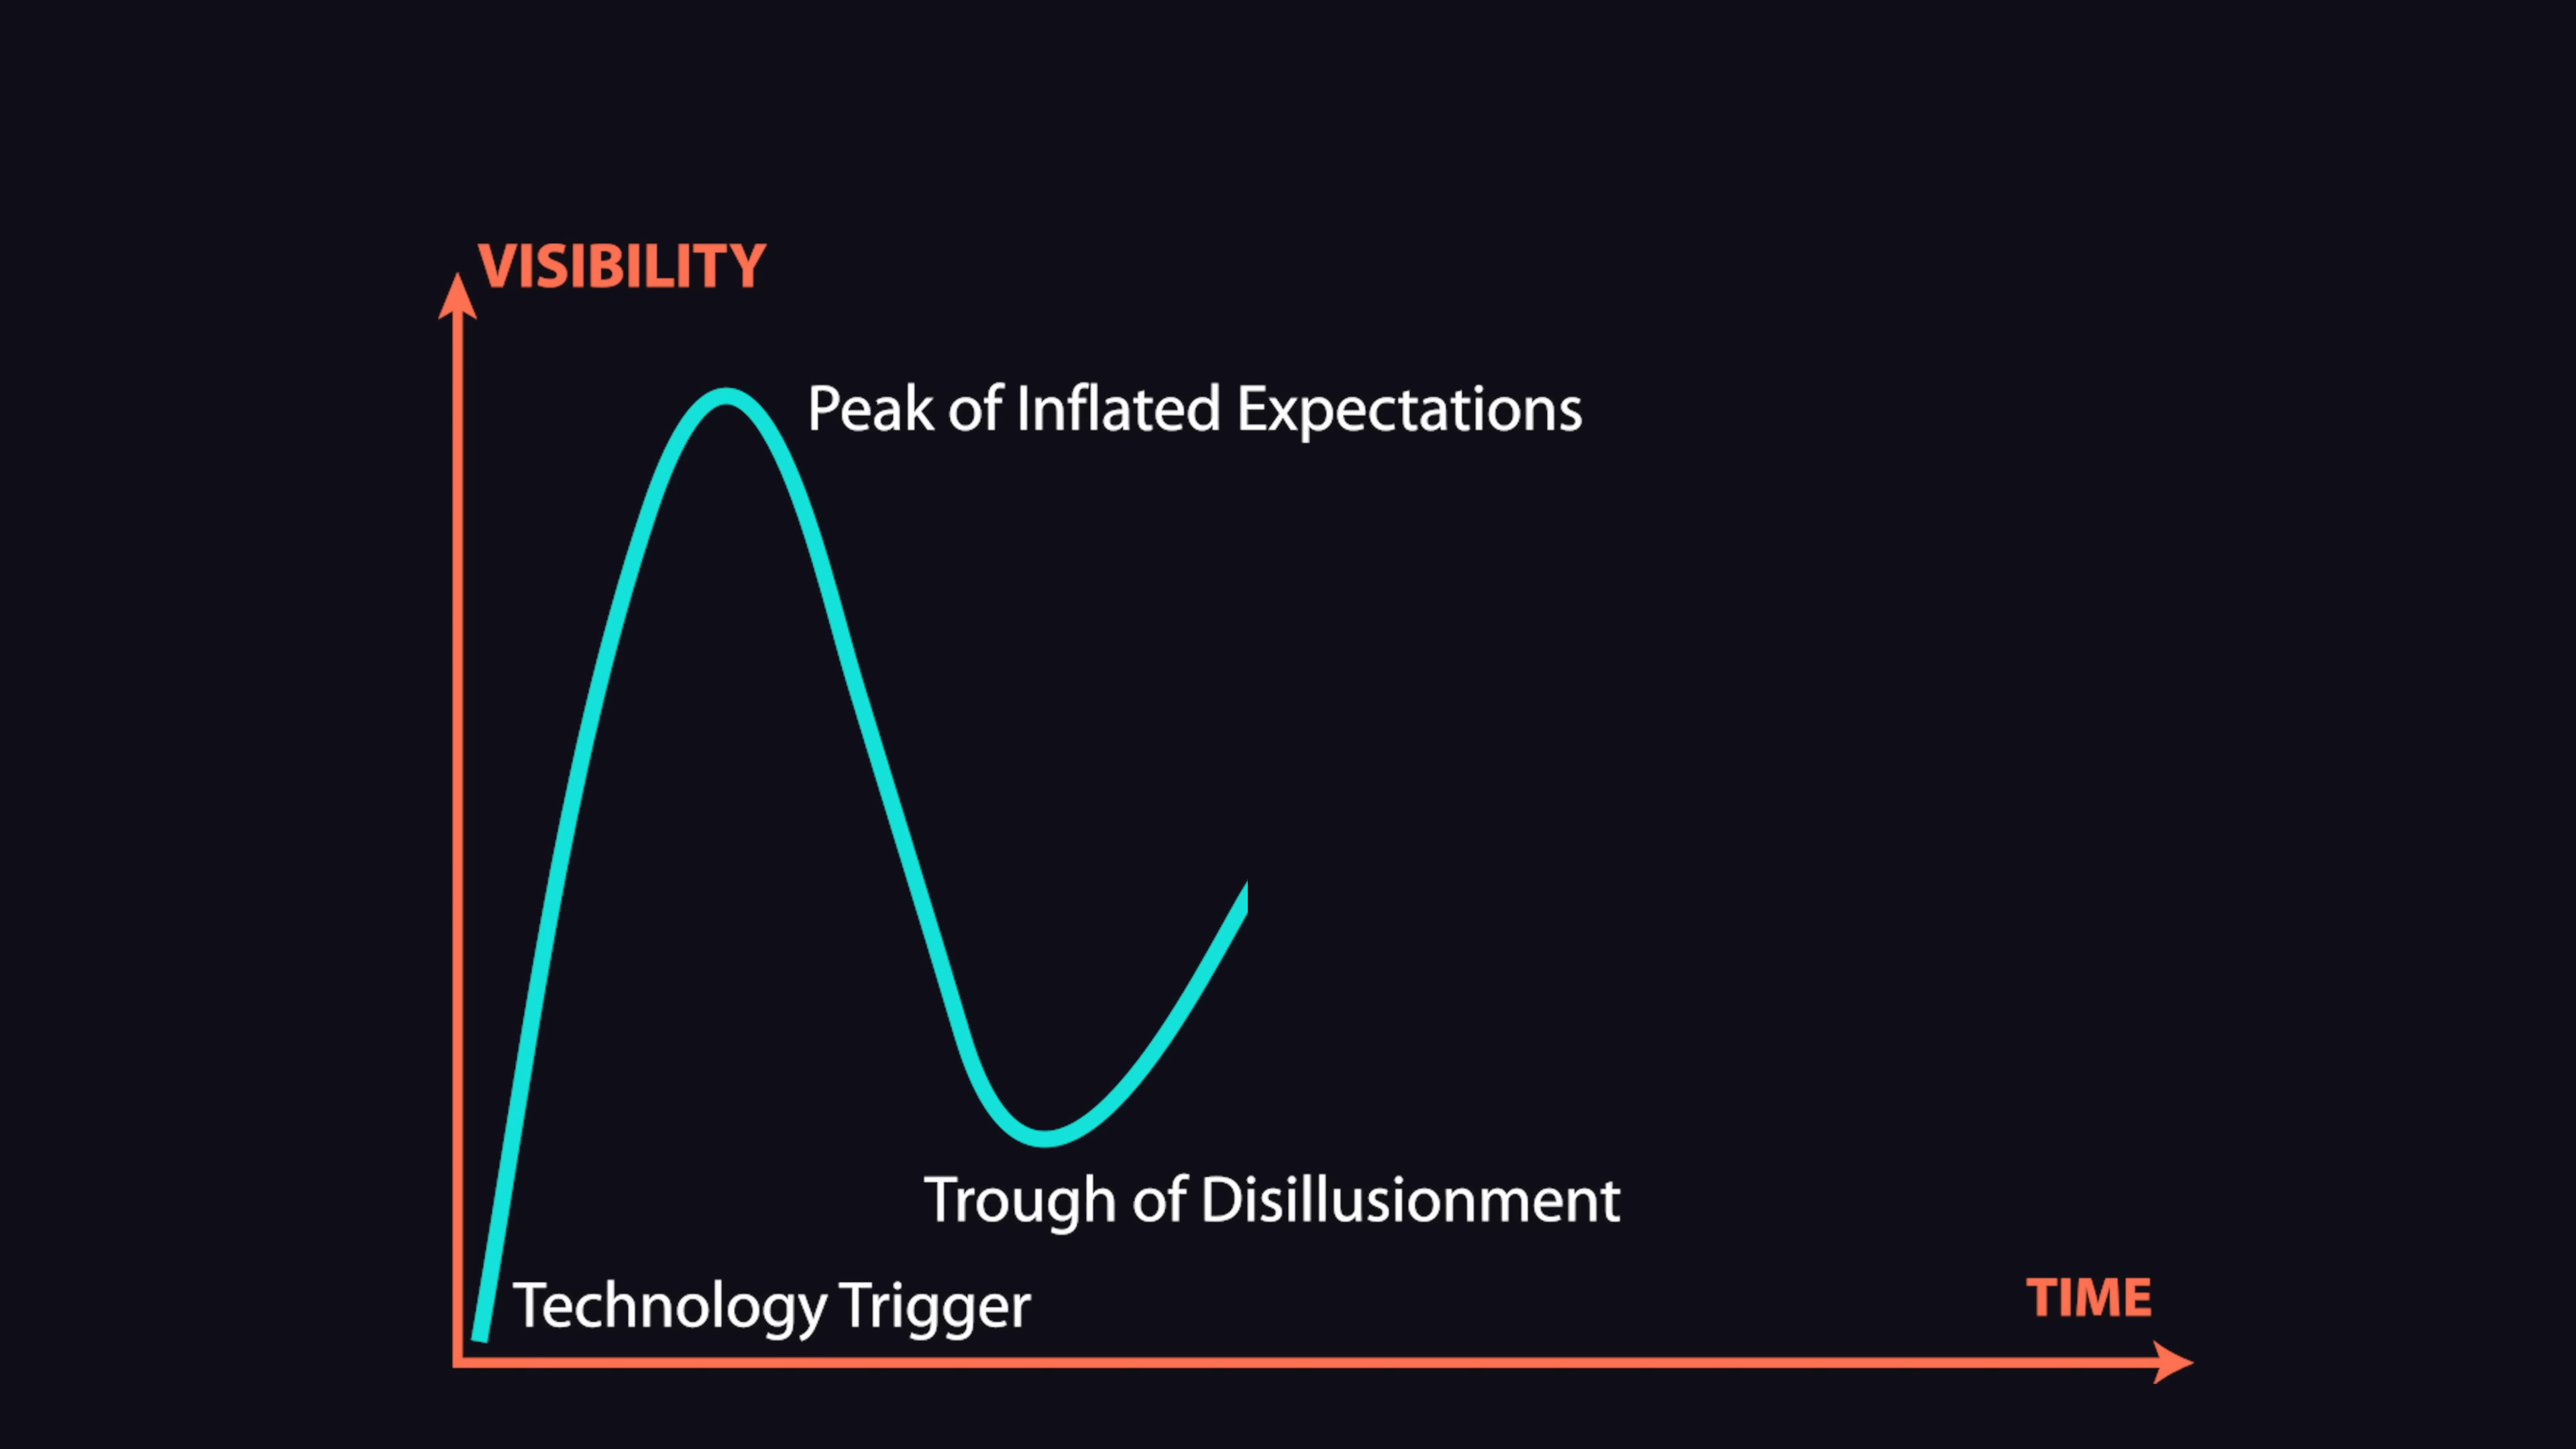 VISIBILITY
Peak of Inflated Expectations
Trough of Disillusionment
Technology Trigger
TIME